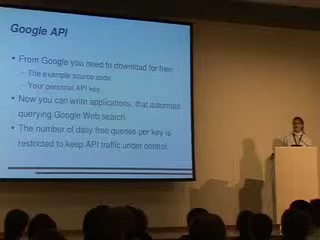 Google API
• From Google you need to download for free:
– The example source code.
– Your personal API key.
• Now you can write applications, that automate
querying Google Web search.
• The number of daily free queries per key is
restricted to keep API traffic under control.